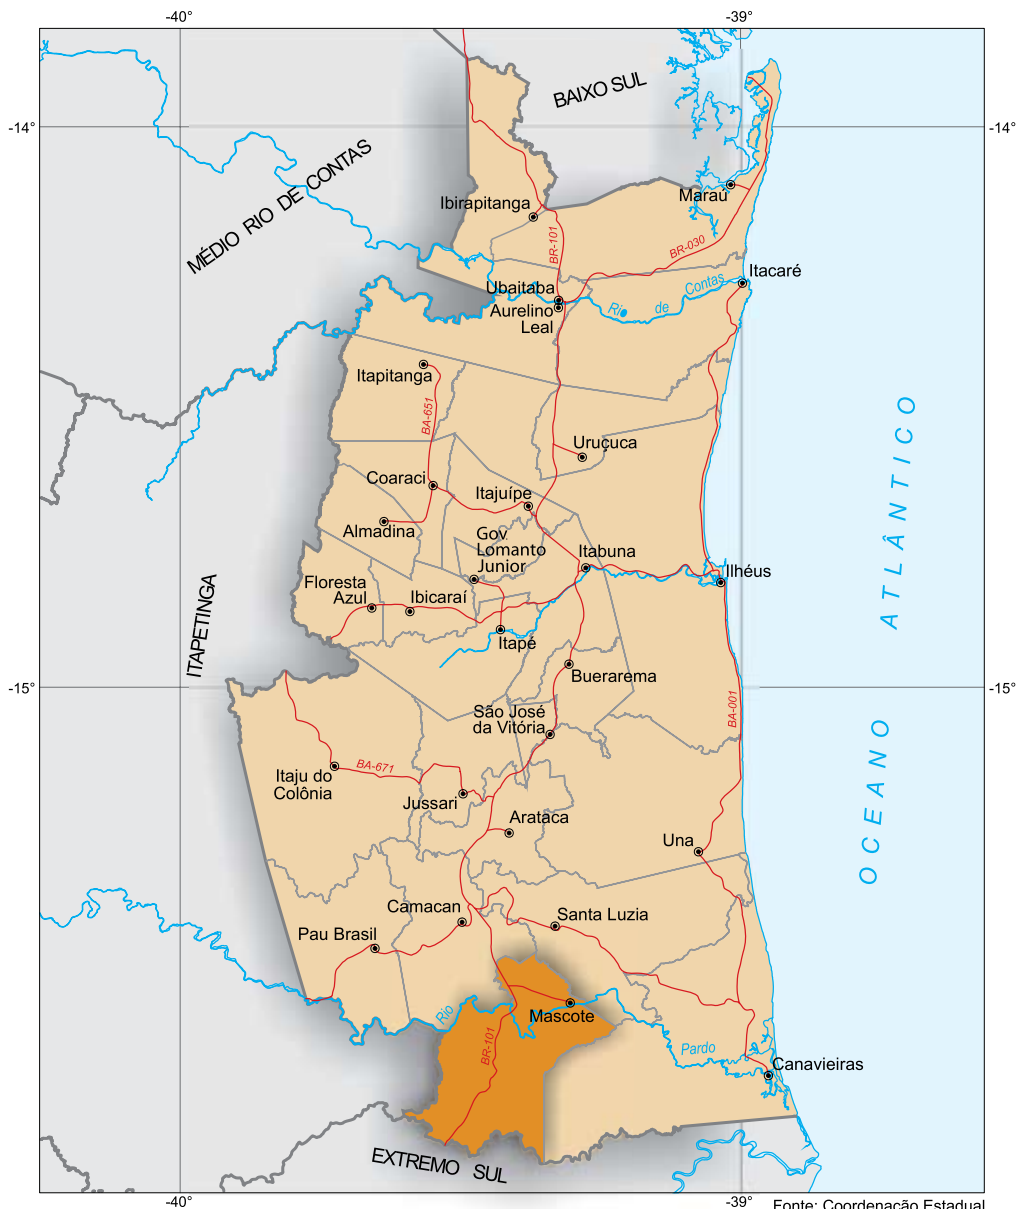 -40°
-39°
-14°
-14°
BAIXO SUL
MÉDIO RIO DE CONTAS
Maraú
Ibirapitanga
BR-101
BR-030
Itacaré
Ubaitaba
Rio de Contas
Aurelino
Leal
Itapitanga
BA-651
Uruçuca
Coaraci
Itajuípe
Almadina
Gov
Lomanto
Junior
Itabuna
Ilhéus
Floresta
Azul
Ibicaraí
ITAPETINGA
Itapé
Buerarema
-15°
-15°
BA-001
São José
da Vitória
OCEANO ATLÂNTICO
Itaju do
Colônia
BA-671
Jussari
Arataca
Una
Camacan
Santa Luzia
Pau Brasil
Rio
Mascote
BR-101
Pardo
Canavieiras
EXTREMO SUL
-40°
-39°
Fonte: Coordenação Estadual